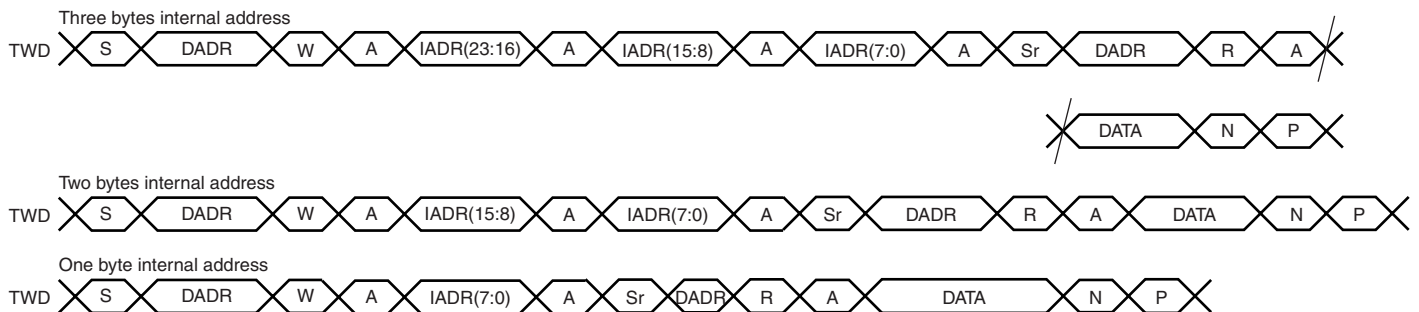 Three bytes internal address
TWD S DADR W A IADR(23:16) A IADR(15:8) A IADR(7:0) A Sr DADR R A
DATA N P
Two bytes internal address
TWD S DADR W A IADR(15:8) A IADR(7:0) A Sr DADR R A DATA N P
One byte internal address
TWD S DADR W A IADR(7:0) A Sr DADR R A DATA N P